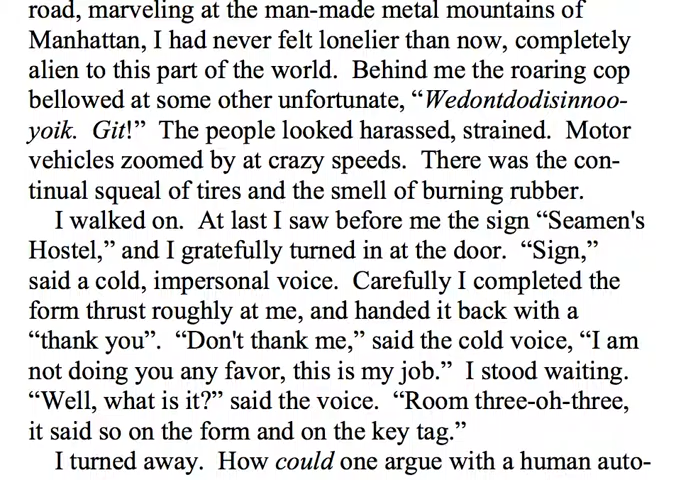 road, marveling at the man-made metal mountains of
Manhattan, I had never felt lonelier than now, completely
alien to this part of the world.  Behind me the roaring cop
bellowed at some other unfortunate, “Wedontdodisinnoo-
yoik.  Git!”  The people looked harassed, strained.  Motor
vehicles zoomed by at crazy speeds.  There was the con-
tinual squeal of tires and the smell of burning rubber.
I walked on.  At last I saw before me the sign “Seamen's
Hostel,” and I gratefully turned in at the door.  “Sign,”
said a cold, impersonal voice.  Carefully I completed the
form thrust roughly at me, and handed it back with a
“thank you”.  “Don't thank me,” said the cold voice, “I am
not doing you any favor, this is my job.”  I stood waiting.
“Well, what is it?” said the voice.  “Room three-oh-three,
it said so on the form and on the key tag.”
I turned away.  How could one argue with a human auto-